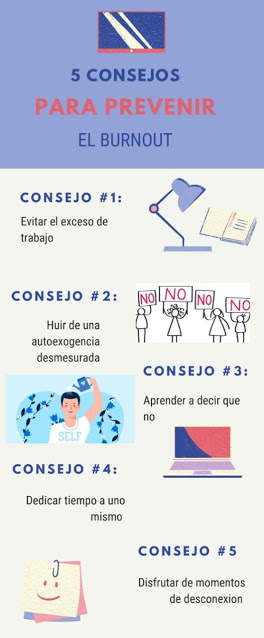 5 CONSEJOS
PARA PREVENIR
EL BURNOUT
CONSEJO #1:
Evitar el exceso de
trabajo
CONSEJO #2:
Huir de una
autoexogencia
desmesurada
NO
NO
NO
NO
CONSEJO #3:
Aprender a decir que
no
SELF
CONSEJO #4:
Dedicar tiempo a uno
mismo
CONSEJO #5
Disfrutar de momentos
de desconexion